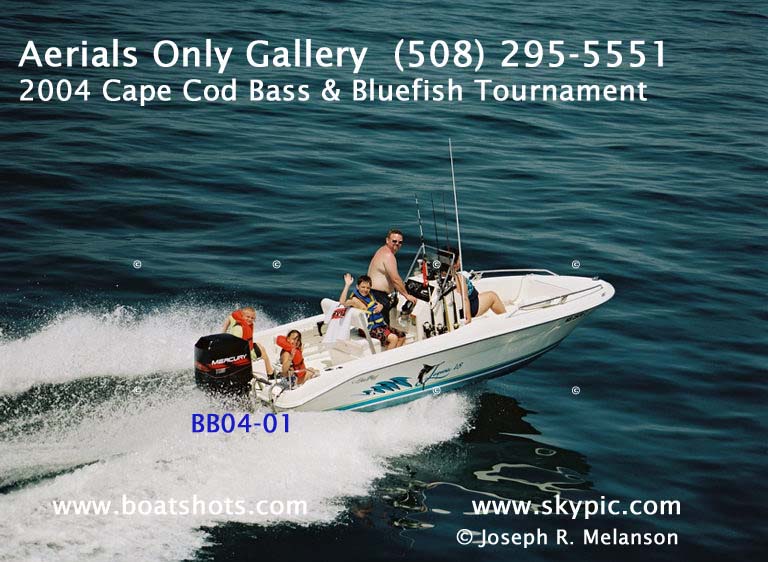 Aerials Only Gallery (508) 295-5551
2004 Cape Cod Bass & Bluefish Tournament
© © © ©
MERCURY
© © ©
BB04-01
www.boatshots.com www.skypic.com
© Joseph R. Melanson